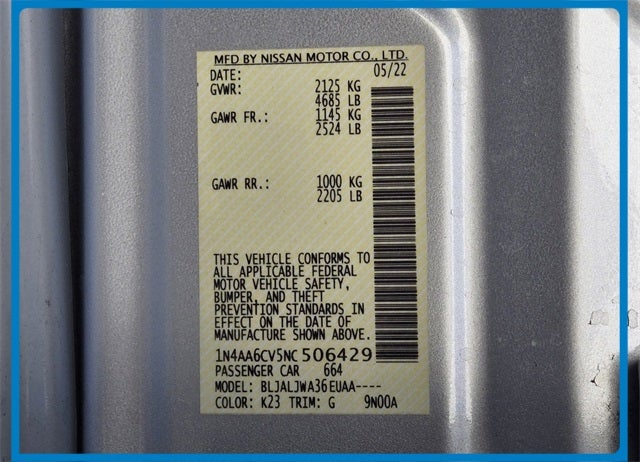 MFD BY NISSAN MOTOR CO., LTD.
DATE: 05/22
GVWR: 2125 KG
4685 LB
GAWR FR.: 1145 KG
2524 LB
GAWR RR.: 1000 KG
2205 LB
THIS VEHICLE CONFORMS TO
ALL APPLICABLE FEDERAL
MOTOR VEHICLE SAFETY,
BUMPER, AND THEFT
PREVENTION STANDARDS IN
EFFECT ON THE DATE OF
MANUFACTURE SHOWN ABOVE.
1N4AA6CV5NC506429
PASSENGER CAR 664
MODEL: BLJALJWA36EUAA----
COLOR: K23 TRIM: G 9N00A